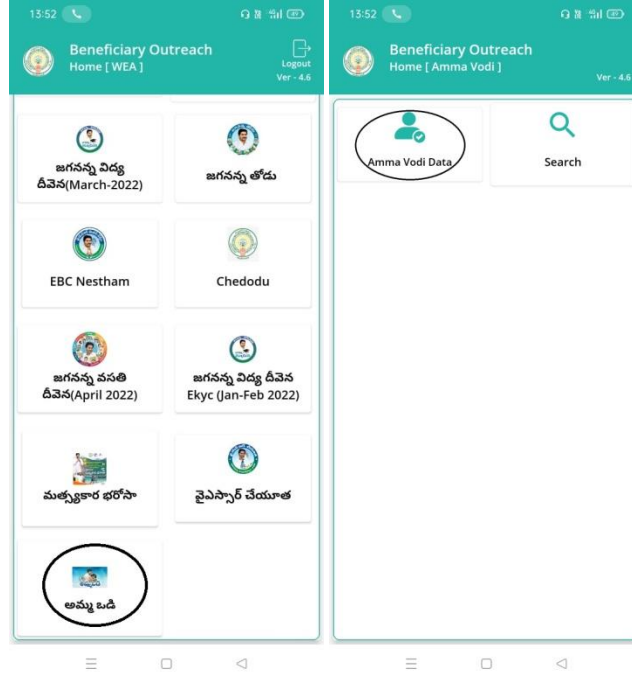 13:52
Beneficiary Outreach
Home [ WEA ]
Logout
Ver - 4.6
జగనన్న విద్య
దీవెన(March-2022)
జగనన్న తోడు
EBC Nestham
Chedodu
జగనన్న వసతి
దీవెన(April 2022)
జగనన్న విద్య దీవెన
Ekyc (Jan-Feb 2022)
మత్స్యకార భరోసా
వైఎస్సార్ చేయూత
అమ్మ ఒడి
13:52
Beneficiary Outreach
Home [ Amma Vodi ]
Ver - 4.6
Amma Vodi Data
Search